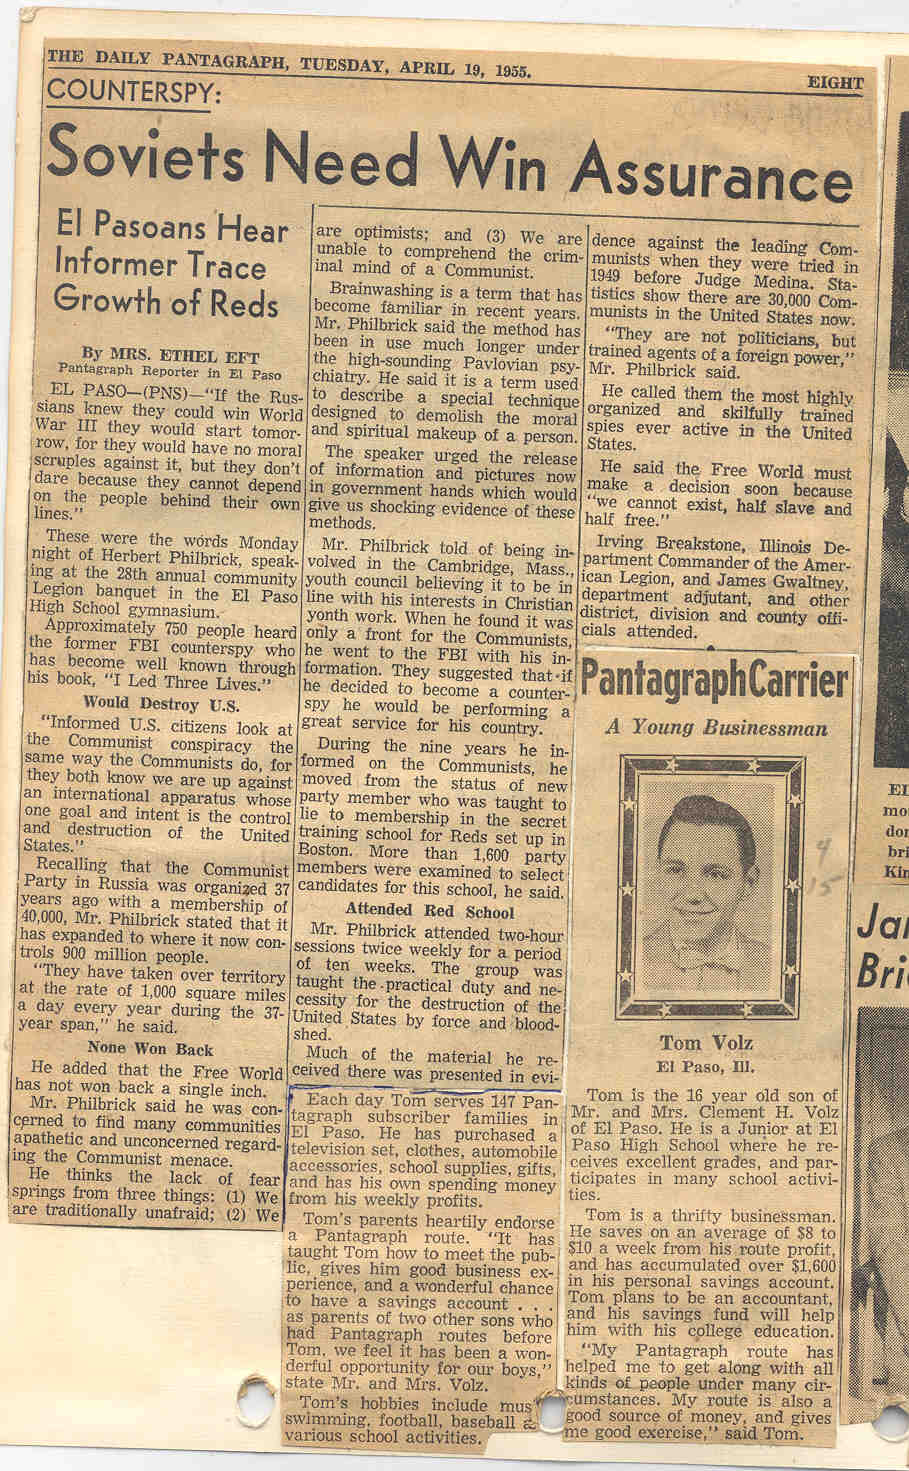 THE DAILY PANTAGRAPH, TUESDAY, APRIL 19, 1955.
EIGHT
COUNTERSPY:
Soviets Need Win Assurance
El Pasoans Hear
Informer Trace
Growth of Reds
By MRS. ETHEL EFT
Pantagraph Reporter in El Paso
EL PASO—(PNS)—"If the Rus-
sians knew they could win World
War III they would start tomor-
row, for they would have no moral
scruples against it, but they don't
dare because they cannot depend
on the people behind their own
lines."
These were the words Monday
night of Herbert Philbrick, speak-
ing at the 28th annual community
Legion banquet in the El Paso
High School gymnasium.
Approximately 750 people heard
the former FBI counterspy who
has become well known through
his book, "I Led Three Lives."
Would Destroy U.S.
"Informed U.S. citizens look at
the Communist conspiracy the
same way the Communists do, for
they both know we are up against
an international apparatus whose
one goal and intent is the control
and destruction of the United
States."
Recalling that the Communist
Party in Russia was organized 37
years ago with a membership of
40,000, Mr. Philbrick stated that it
has expanded to where it now con-
trols 900 million people.
"They have taken over territory
at the rate of 1,000 square miles
a day every year during the 37-
year span," he said.
None Won Back
He added that the Free World
has not won back a single inch.
Mr. Philbrick said he was con-
cerned to find many communities
apathetic and unconcerned regard-
ing the Communist menace.
He thinks the lack of fear
springs from three things: (1) We
are traditionally unafraid; (2) We
are optimists; and (3) We are
unable to comprehend the crim-
inal mind of a Communist.
Brainwashing is a term that has
become familiar in recent years.
Mr. Philbrick said the method has
been in use much longer under
the high-sounding Pavlovian psy-
chiatry. He said it is a term used
to describe a special technique
designed to demolish the moral
and spiritual makeup of a person.
The speaker urged the release
of information and pictures now
in government hands which would
give us shocking evidence of these
methods.
Mr. Philbrick told of being in-
volved in the Cambridge, Mass.,
youth council believing it to be in
line with his interests in Christian
yonth work. When he found it was
only a front for the Communists,
he went to the FBI with his in-
formation. They suggested that if
he decided to become a counter-
spy he would be performing a
great service for his country.
During the nine years he in-
formed on the Communists, he
moved from the status of new
party member who was taught to
lie to membership in the secret
training school for Reds set up in
Boston. More than 1,600 party
members were examined to select
candidates for this school, he said.
Attended Red School
Mr. Philbrick attended two-hour
sessions twice weekly for a period
of ten weeks. The group was
taught the practical duty and ne-
cessity for the destruction of the
United States by force and blood-
shed.
Much of the material he re-
ceived there was presented in evi-
dence against the leading Com-
munists when they were tried in
1949 before Judge Medina. Sta-
tistics show there are 30,000 Com-
munists in the United States now.
"They are not politicians, but
trained agents of a foreign power,"
Mr. Philbrick said.
He called them the most highly
organized and skilfully trained
spies ever active in the United
States.
He said the Free World must
make a decision soon because
"we cannot exist, half slave and
half free."
Irving Breakstone, Illinois De-
partment Commander of the Amer-
ican Legion, and James Gwaltney,
department adjutant, and other
district, division and county offi-
cials attended.
Pantagraph Carrier
A Young Businessman
4
15
Tom Volz
El Paso, Ill.
Tom is the 16 year old son of
Mr. and Mrs. Clement H. Volz
of El Paso. He is a Junior at El
Paso High School where he re-
ceives excellent grades, and par-
ticipates in many school activi-
ties.
Tom is a thrifty businessman.
He saves on an average of $8 to
$10 a week from his route profit,
and has accumulated over $1,600
in his personal savings account.
Tom plans to be an accountant,
and his savings fund will help
him with his college education.
"My Pantagraph route has
helped me to get along with all
kinds of people under many cir-
cumstances. My route is also a
good source of money, and gives
me good exercise," said Tom.
Each day Tom serves 147 Pan-
tagraph subscriber families in
El Paso. He has purchased a
television set, clothes, automobile
accessories, school supplies, gifts,
and has his own spending money
from his weekly profits.
Tom's parents heartily endorse
a Pantagraph route. "It has
taught Tom how to meet the pub-
lic, gives him good business ex-
perience, and a wonderful chance
to have a savings account . . .
as parents of two other sons who
had Pantagraph routes before
Tom, we feel it has been a won-
derful opportunity for our boys,"
state Mr. and Mrs. Volz.
Tom's hobbies include
swimming, football, baseball
various school activities.
El
mo
don
bri
Kin
Jar
Bri